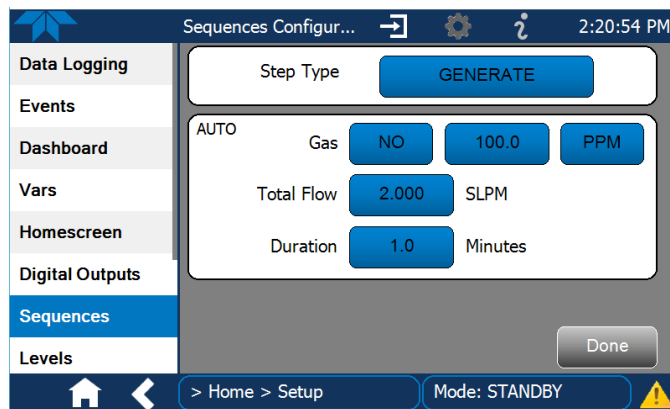 Sequences Configur... 2:20:54 PM
Data Logging
Events
Dashboard
Vars
Homescreen
Digital Outputs
Sequences
Levels
Step Type GENERATE
AUTO
Gas NO 100.0 PPM
Total Flow 2.000 SLPM
Duration 1.0 Minutes
Done
> Home > Setup Mode: STANDBY